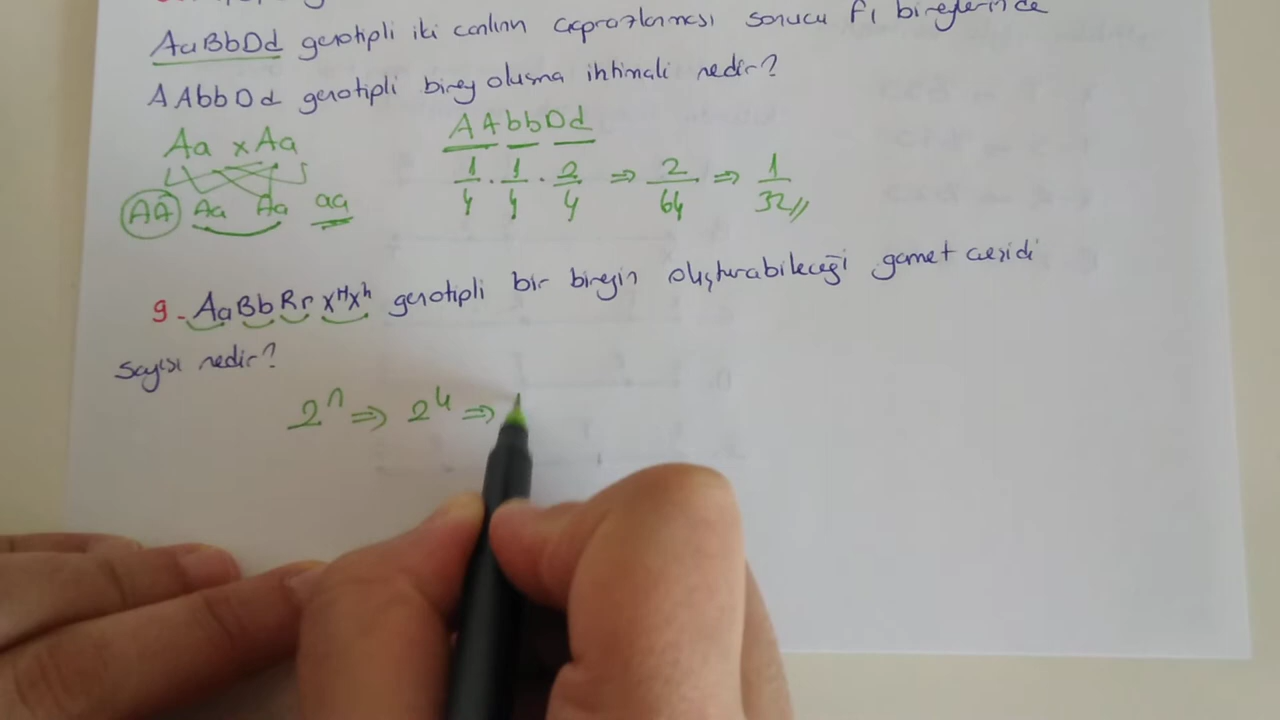 AaBbDd genotipli iki canlının çaprazlanması sonucu F1 bireylerinde
AAbbDd genotipli birey oluşma ihtimali nedir?
Aa x Aa
AA Aa Aa aa
AAbbDd
1/4 . 1/4 . 2/4 ⇒ 2/64 ⇒ 1/32
9- AaBbRr XᴴXʰ genotipli bir bireyin oluşturabileceği gamet çeşidi
sayısı nedir?
2ⁿ ⇒ 2⁴ ⇒